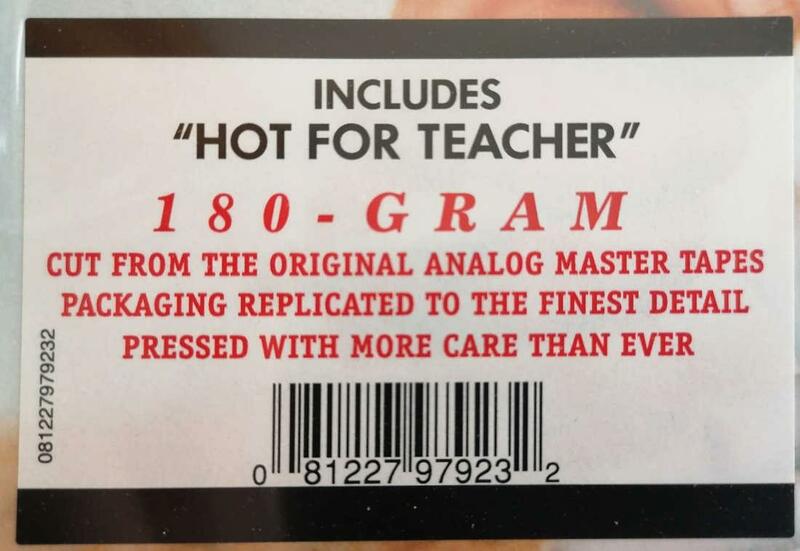 INCLUDES
"HOT FOR TEACHER"
180-GRAM
CUT FROM THE ORIGINAL ANALOG MASTER TAPES
PACKAGING REPLICATED TO THE FINEST DETAIL
PRESSED WITH MORE CARE THAN EVER
081227979232
0 81227 97923 2